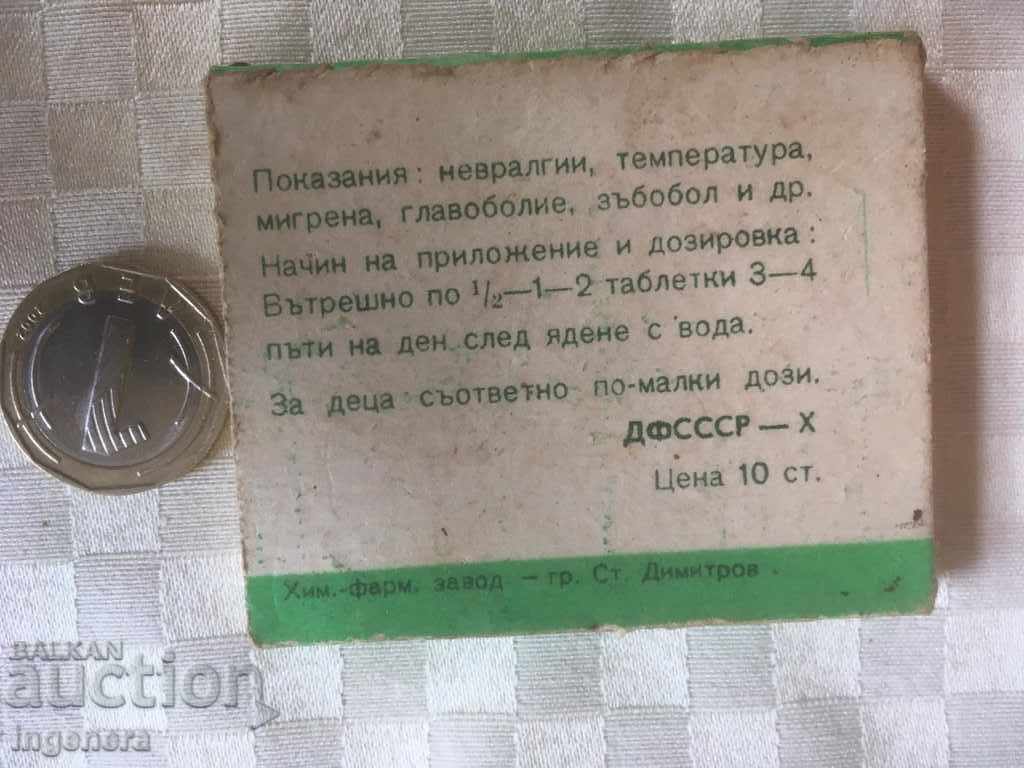 Показания: невралгии, температура,
мигрена, главоболие, зъбобол и др.
Начин на приложение и дозировка:
Вътрешно по 1/2—1—2 таблетки 3—4
пъти на ден след ядене с вода.
За деца съответно по-малки дози.
ДФСССР — X
Цена 10 ст.
Хим.-фарм. завод — гр. Ст. Димитров
BALKAN
auction
ingenera